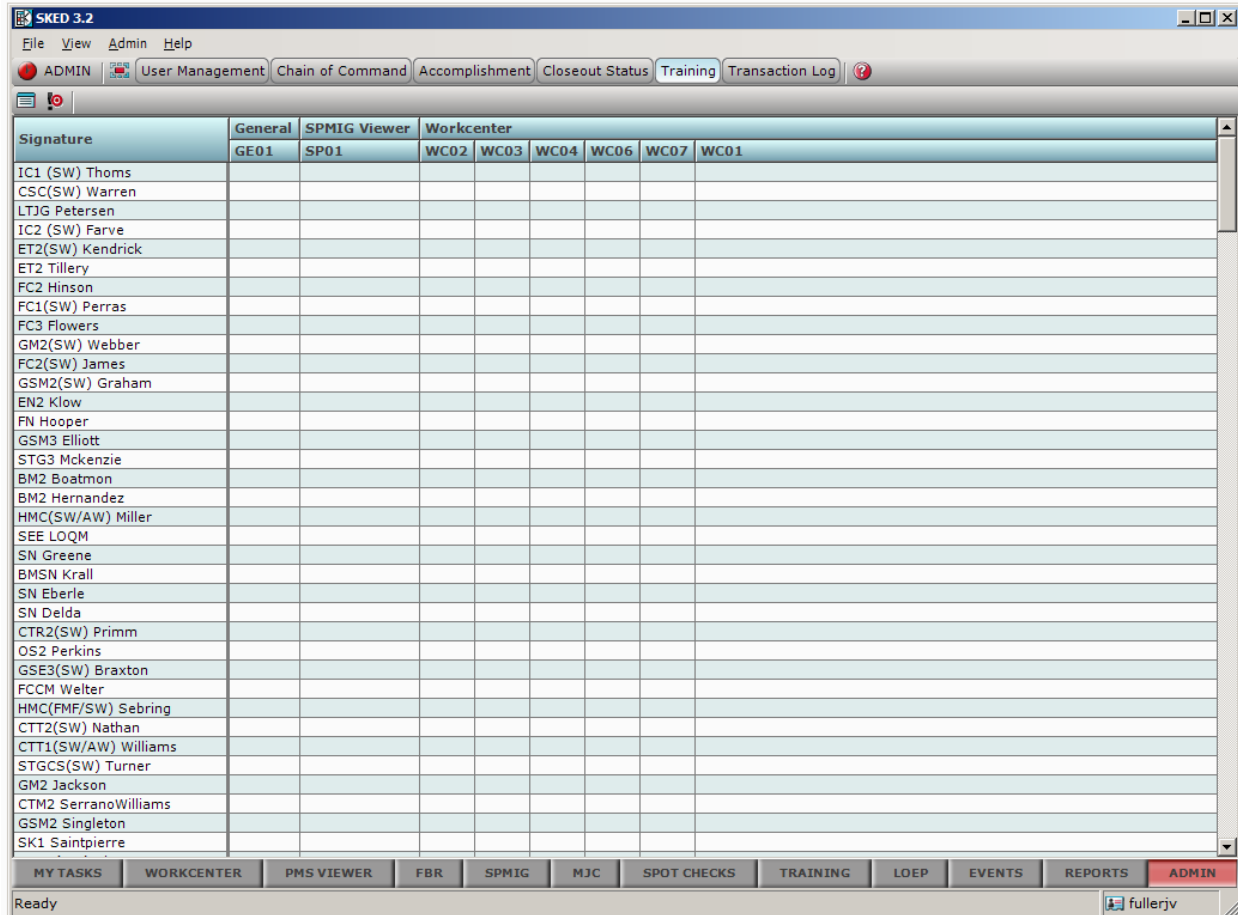 SKED 3.2
File View Admin Help
ADMIN User Management Chain of Command Accomplishment Closeout Status Training Transaction Log
Signature General SPMIG Viewer Workcenter
GE01 SP01 WC02 WC03 WC04 WC06 WC07 WC01
IC1 (SW) Thoms
CSC(SW) Warren
LTJG Petersen
IC2 (SW) Farve
ET2(SW) Kendrick
ET2 Tillery
FC2 Hinson
FC1(SW) Perras
FC3 Flowers
GM2(SW) Webber
FC2(SW) James
GSM2(SW) Graham
EN2 Klow
FN Hooper
GSM3 Elliott
STG3 Mckenzie
BM2 Boatmon
BM2 Hernandez
HMC(SW/AW) Miller
SEE LOQM
SN Greene
BMSN Krall
SN Eberle
SN Delda
CTR2(SW) Primm
OS2 Perkins
GSE3(SW) Braxton
FCCM Welter
HMC(FMF/SW) Sebring
CTT2(SW) Nathan
CTT1(SW/AW) Williams
STGCS(SW) Turner
GM2 Jackson
CTM2 SerranoWilliams
GSM2 Singleton
SK1 Saintpierre
MY TASKS WORKCENTER PMS VIEWER FBR SPMIG MJC SPOT CHECKS TRAINING LOEP EVENTS REPORTS ADMIN
Ready fullerjv